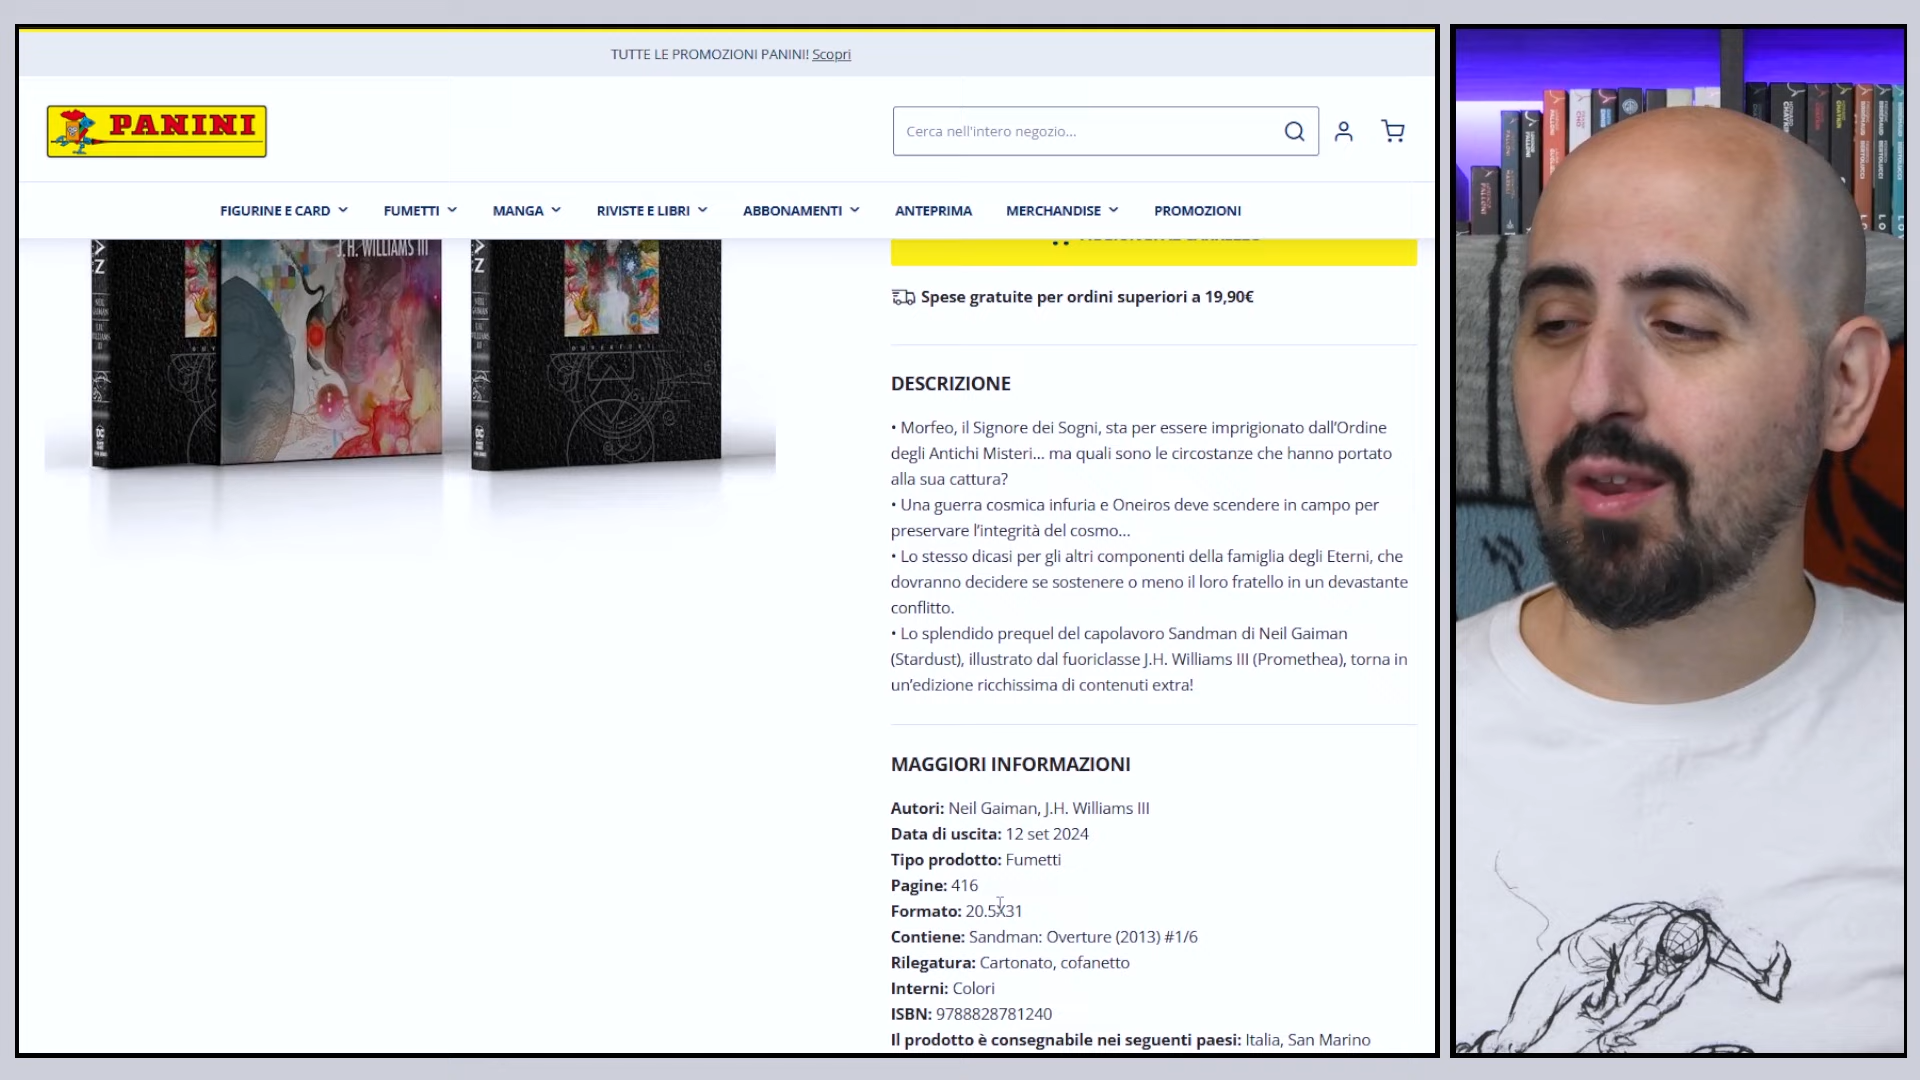 TUTTE LE PROMOZIONI PANINI! Scopri
PANINI
Cerca nell'intero negozio...
FIGURINE E CARD
FUMETTI
MANGA
RIVISTE E LIBRI
ABBONAMENTI
ANTEPRIMA
MERCHANDISE
PROMOZIONI
J.H. WILLIAMS III
Spese gratuite per ordini superiori a 19,90€
DESCRIZIONE
• Morfeo, il Signore dei Sogni, sta per essere imprigionato dall'Ordine
degli Antichi Misteri... ma quali sono le circostanze che hanno portato
alla sua cattura?
• Una guerra cosmica infuria e Oneiros deve scendere in campo per
preservare l'integrità del cosmo...
• Lo stesso dicasi per gli altri componenti della famiglia degli Eterni, che
dovranno decidere se sostenere o meno il loro fratello in un devastante
conflitto.
• Lo splendido prequel del capolavoro Sandman di Neil Gaiman
(Stardust), illustrato dal fuoriclasse J.H. Williams III (Promethea), torna in
un'edizione ricchissima di contenuti extra!
MAGGIORI INFORMAZIONI
Autori: Neil Gaiman, J.H. Williams III
Data di uscita: 12 set 2024
Tipo prodotto: Fumetti
Pagine: 416
Formato: 20.5X31
Contiene: Sandman: Overture (2013) #1/6
Rilegatura: Cartonato, cofanetto
Interni: Colori
ISBN: 9788828781240
Il prodotto è consegnabile nei seguenti paesi: Italia, San Marino